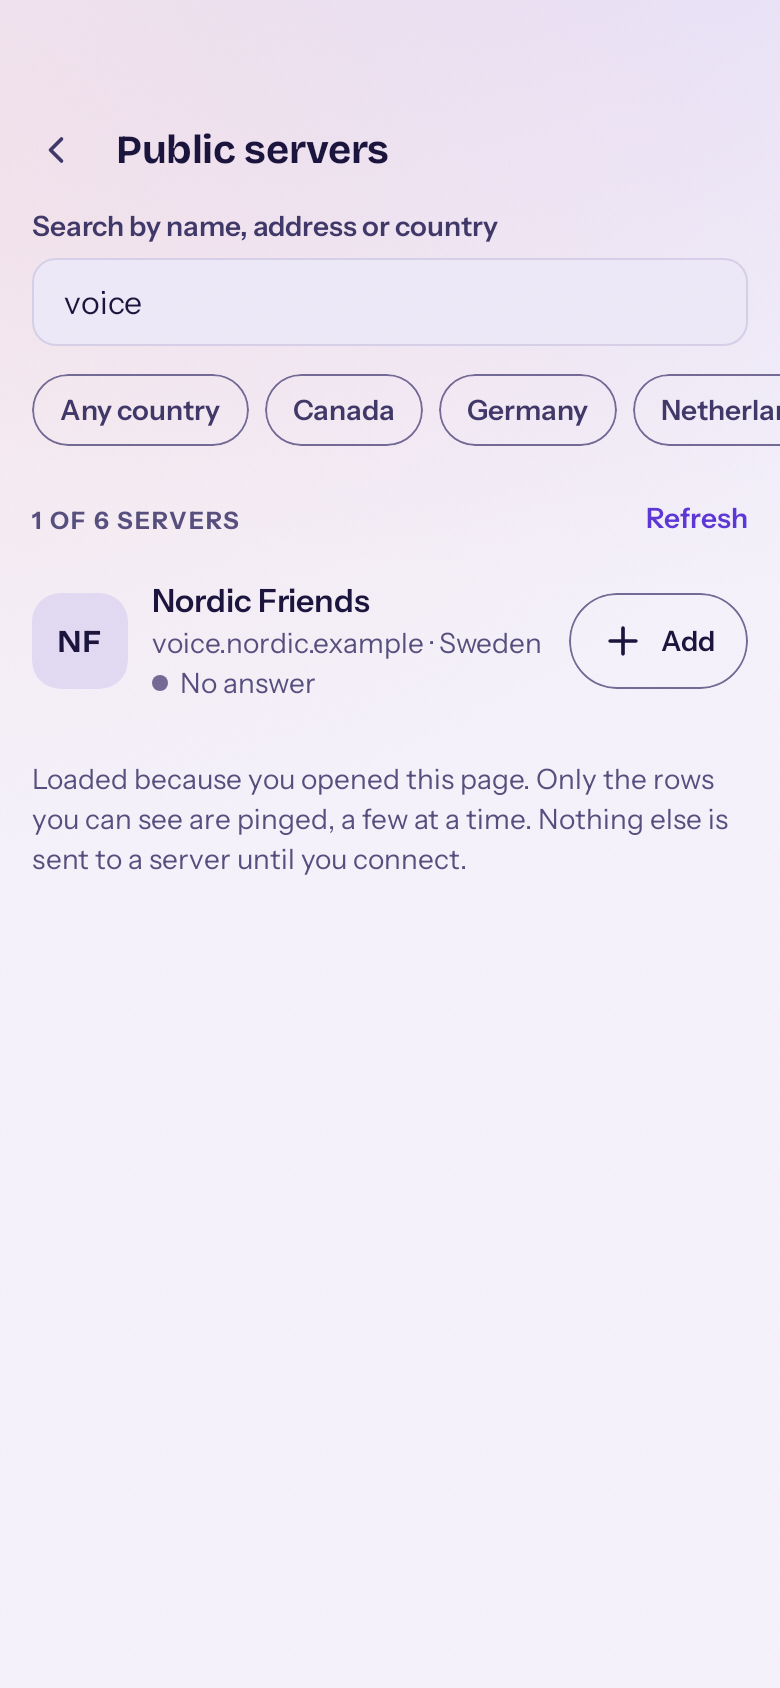 Public servers
Search by name, address or country
voice
Any country
Canada
Germany
1 OF 6 SERVERS
Refresh
NF
Nordic Friends
voice.nordic.example · Sweden
No answer
Add
Loaded because you opened this page. Only the rows
you can see are pinged, a few at a time. Nothing else is
sent to a server until you connect.